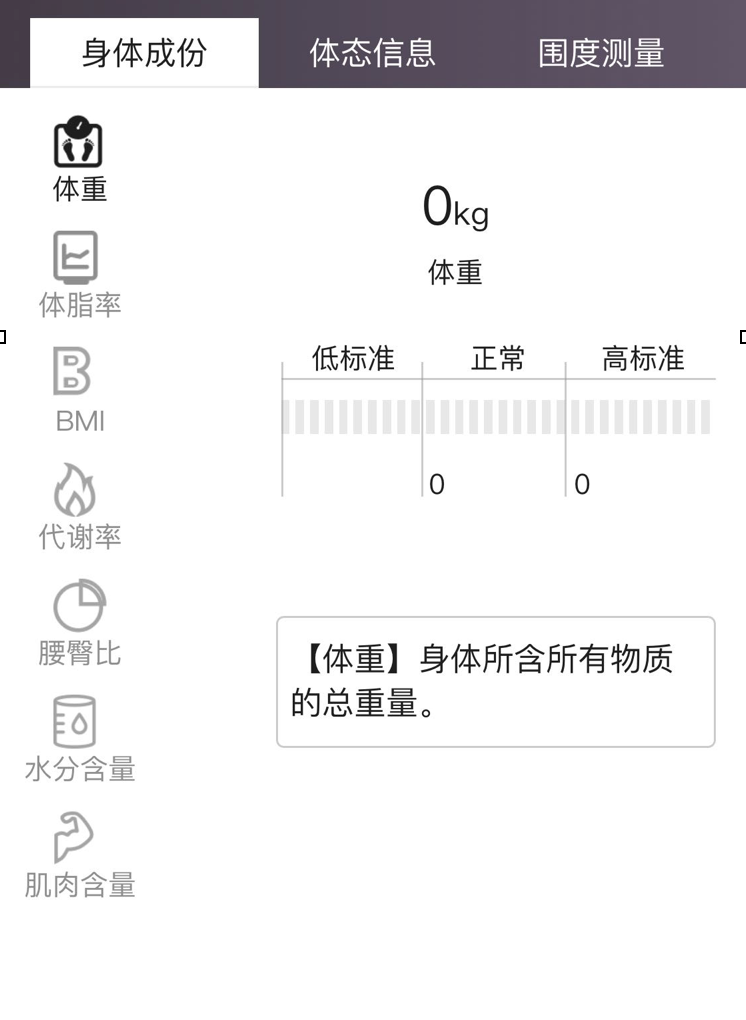 身体成份 体态信息 围度测量
体重
体脂率
BMI
代谢率
腰臀比
水分含量
肌肉含量
0kg
体重
低标准 正常 高标准
0 0
【体重】身体所含所有物质
的总重量。